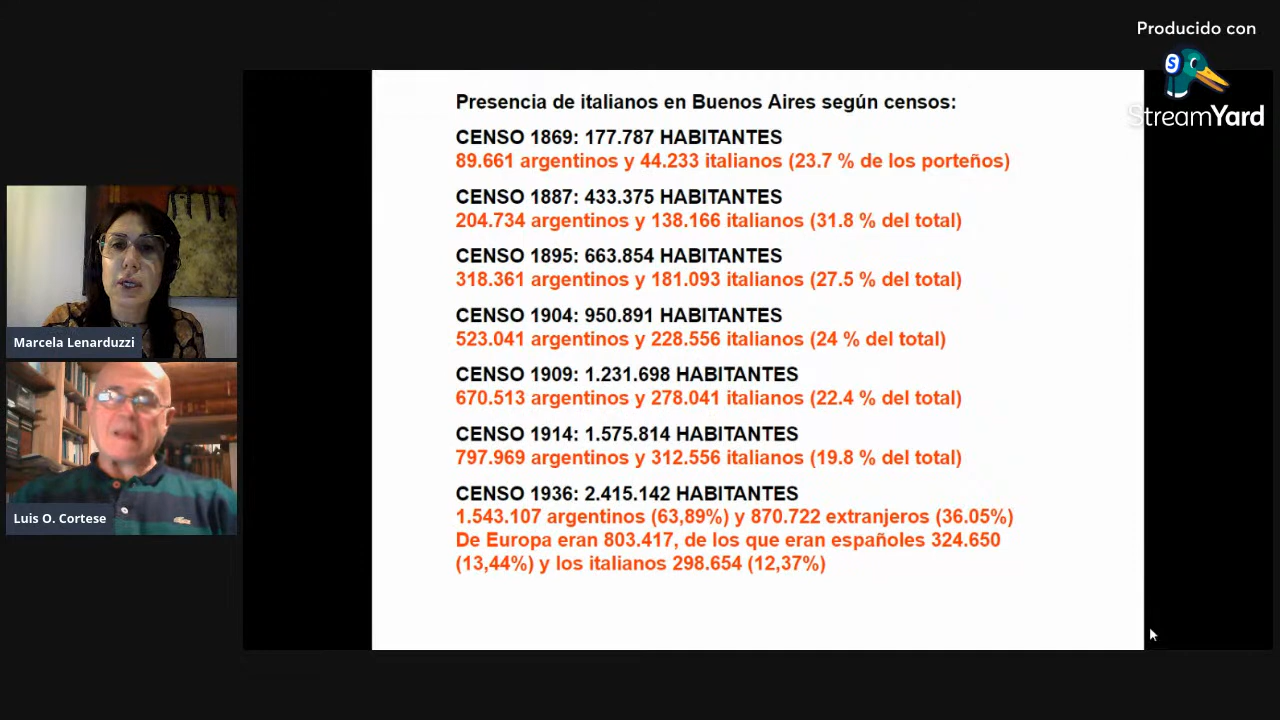 Producido con
StreamYard
Presencia de italianos en Buenos Aires según censos:
CENSO 1869: 177.787 HABITANTES
89.661 argentinos y 44.233 italianos (23.7 % de los porteños)
CENSO 1887: 433.375 HABITANTES
204.734 argentinos y 138.166 italianos (31.8 % del total)
CENSO 1895: 663.854 HABITANTES
318.361 argentinos y 181.093 italianos (27.5 % del total)
CENSO 1904: 950.891 HABITANTES
523.041 argentinos y 228.556 italianos (24 % del total)
CENSO 1909: 1.231.698 HABITANTES
670.513 argentinos y 278.041 italianos (22.4 % del total)
CENSO 1914: 1.575.814 HABITANTES
797.969 argentinos y 312.556 italianos (19.8 % del total)
CENSO 1936: 2.415.142 HABITANTES
1.543.107 argentinos (63,89%) y 870.722 extranjeros (36.05%)
De Europa eran 803.417, de los que eran españoles 324.650
(13,44%) y los italianos 298.654 (12,37%)
Marcela Lenarduzzi
Luis O. Cortese